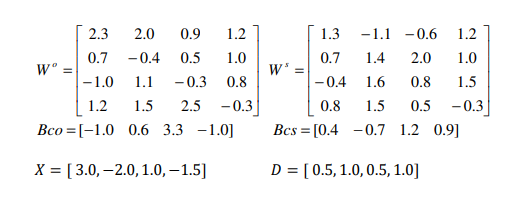 2.3 2.0 0.9 1.2 1.3 −1.1 −0.6 1.2
0.7 −0.4 0.5 1.0 0.7 1.4 2.0 1.0
Wᵒ = Wˢ =
−1.0 1.1 −0.3 0.8 −0.4 1.6 0.8 1.5
1.2 1.5 2.5 −0.3 0.8 1.5 0.5 −0.3
Bco = [−1.0 0.6 3.3 −1.0] Bcs = [0.4 −0.7 1.2 0.9]
X = [ 3.0, −2.0, 1.0, −1.5] D = [ 0.5, 1.0, 0.5, 1.0]